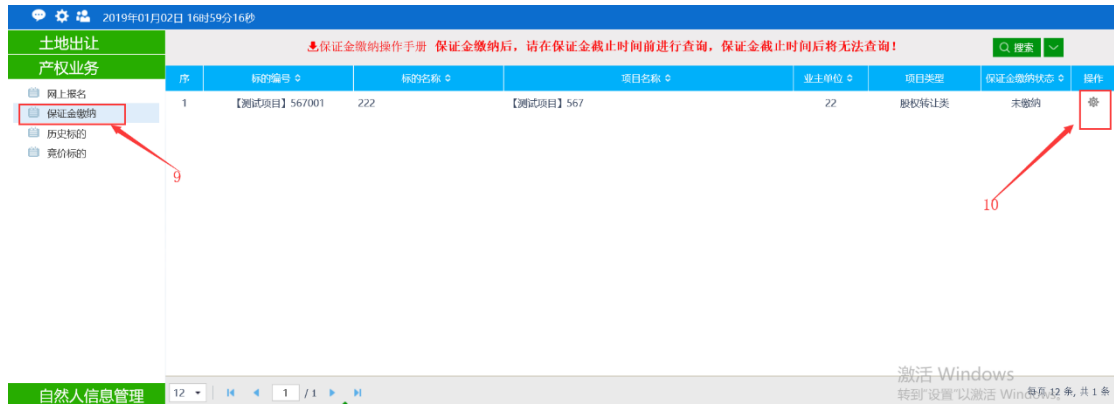 2019年01月02日 16时59分16秒
土地出让
产权业务
网上报名
保证金缴纳
历史标的
竞价标的
9
自然人信息管理
保证金缴纳操作手册 保证金缴纳后，请在保证金截止时间前进行查询，保证金截止时间后将无法查询！
搜索
序 标的编号 标的名称 项目名称 业主单位 项目类型 保证金缴纳状态 操作
1 【测试项目】567001 222 【测试项目】567 22 股权转让类 未缴纳
10
激活 Windows
12 1 / 1 每页 12 条, 共 1 条
转到"设置"以激活 Windows。